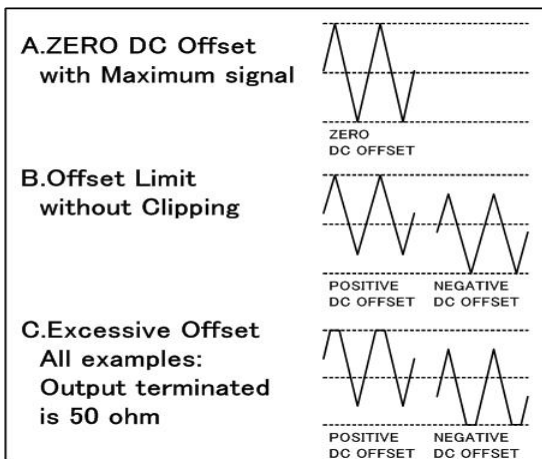 A.ZERO DC Offset
with Maximum signal
ZERO
DC OFFSET
B.Offset Limit
without Clipping
POSITIVE
DC OFFSET
NEGATIVE
DC OFFSET
C.Excessive Offset
All examples:
Output terminated
is 50 ohm
POSITIVE
DC OFFSET
NEGATIVE
DC OFFSET